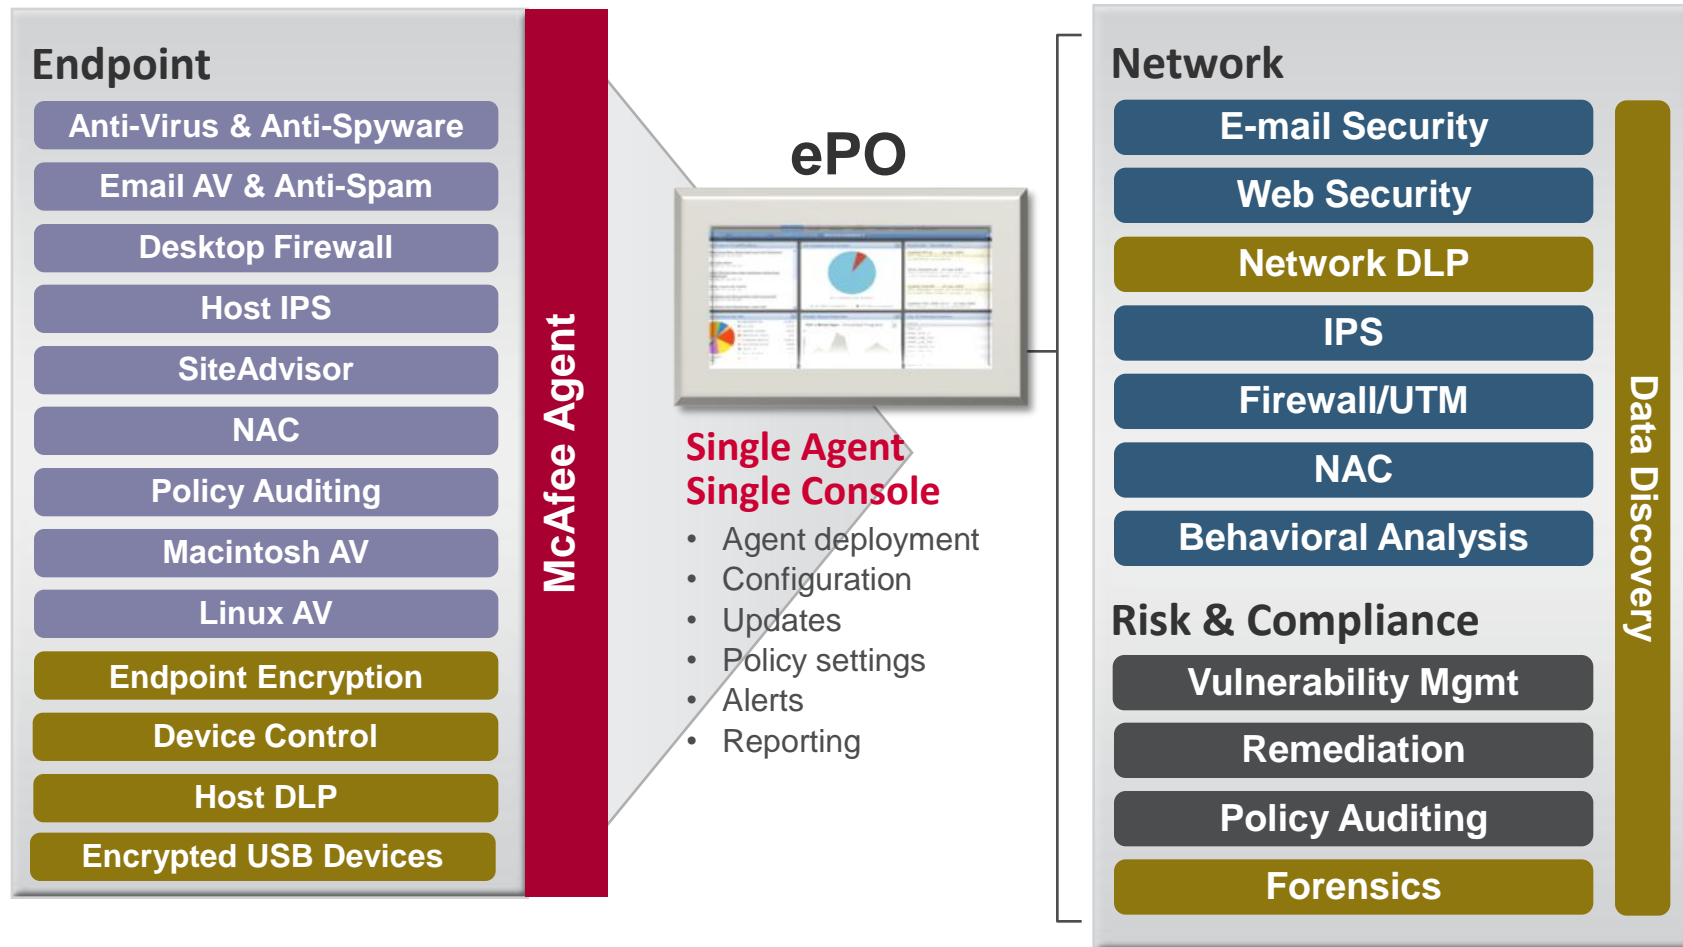 Endpoint
Anti-Virus & Anti-Spyware
Email AV & Anti-Spam
Desktop Firewall
Host IPS
SiteAdvisor
NAC
Policy Auditing
Macintosh AV
Linux AV
Endpoint Encryption
Device Control
Host DLP
Encrypted USB Devices
McAfee Agent
ePO
Single Agent
Single Console
• Agent deployment
• Configuration
• Updates
• Policy settings
• Alerts
• Reporting
Network
E-mail Security
Web Security
Network DLP
IPS
Firewall/UTM
NAC
Behavioral Analysis
Risk & Compliance
Vulnerability Mgmt
Remediation
Policy Auditing
Forensics
Data Discovery